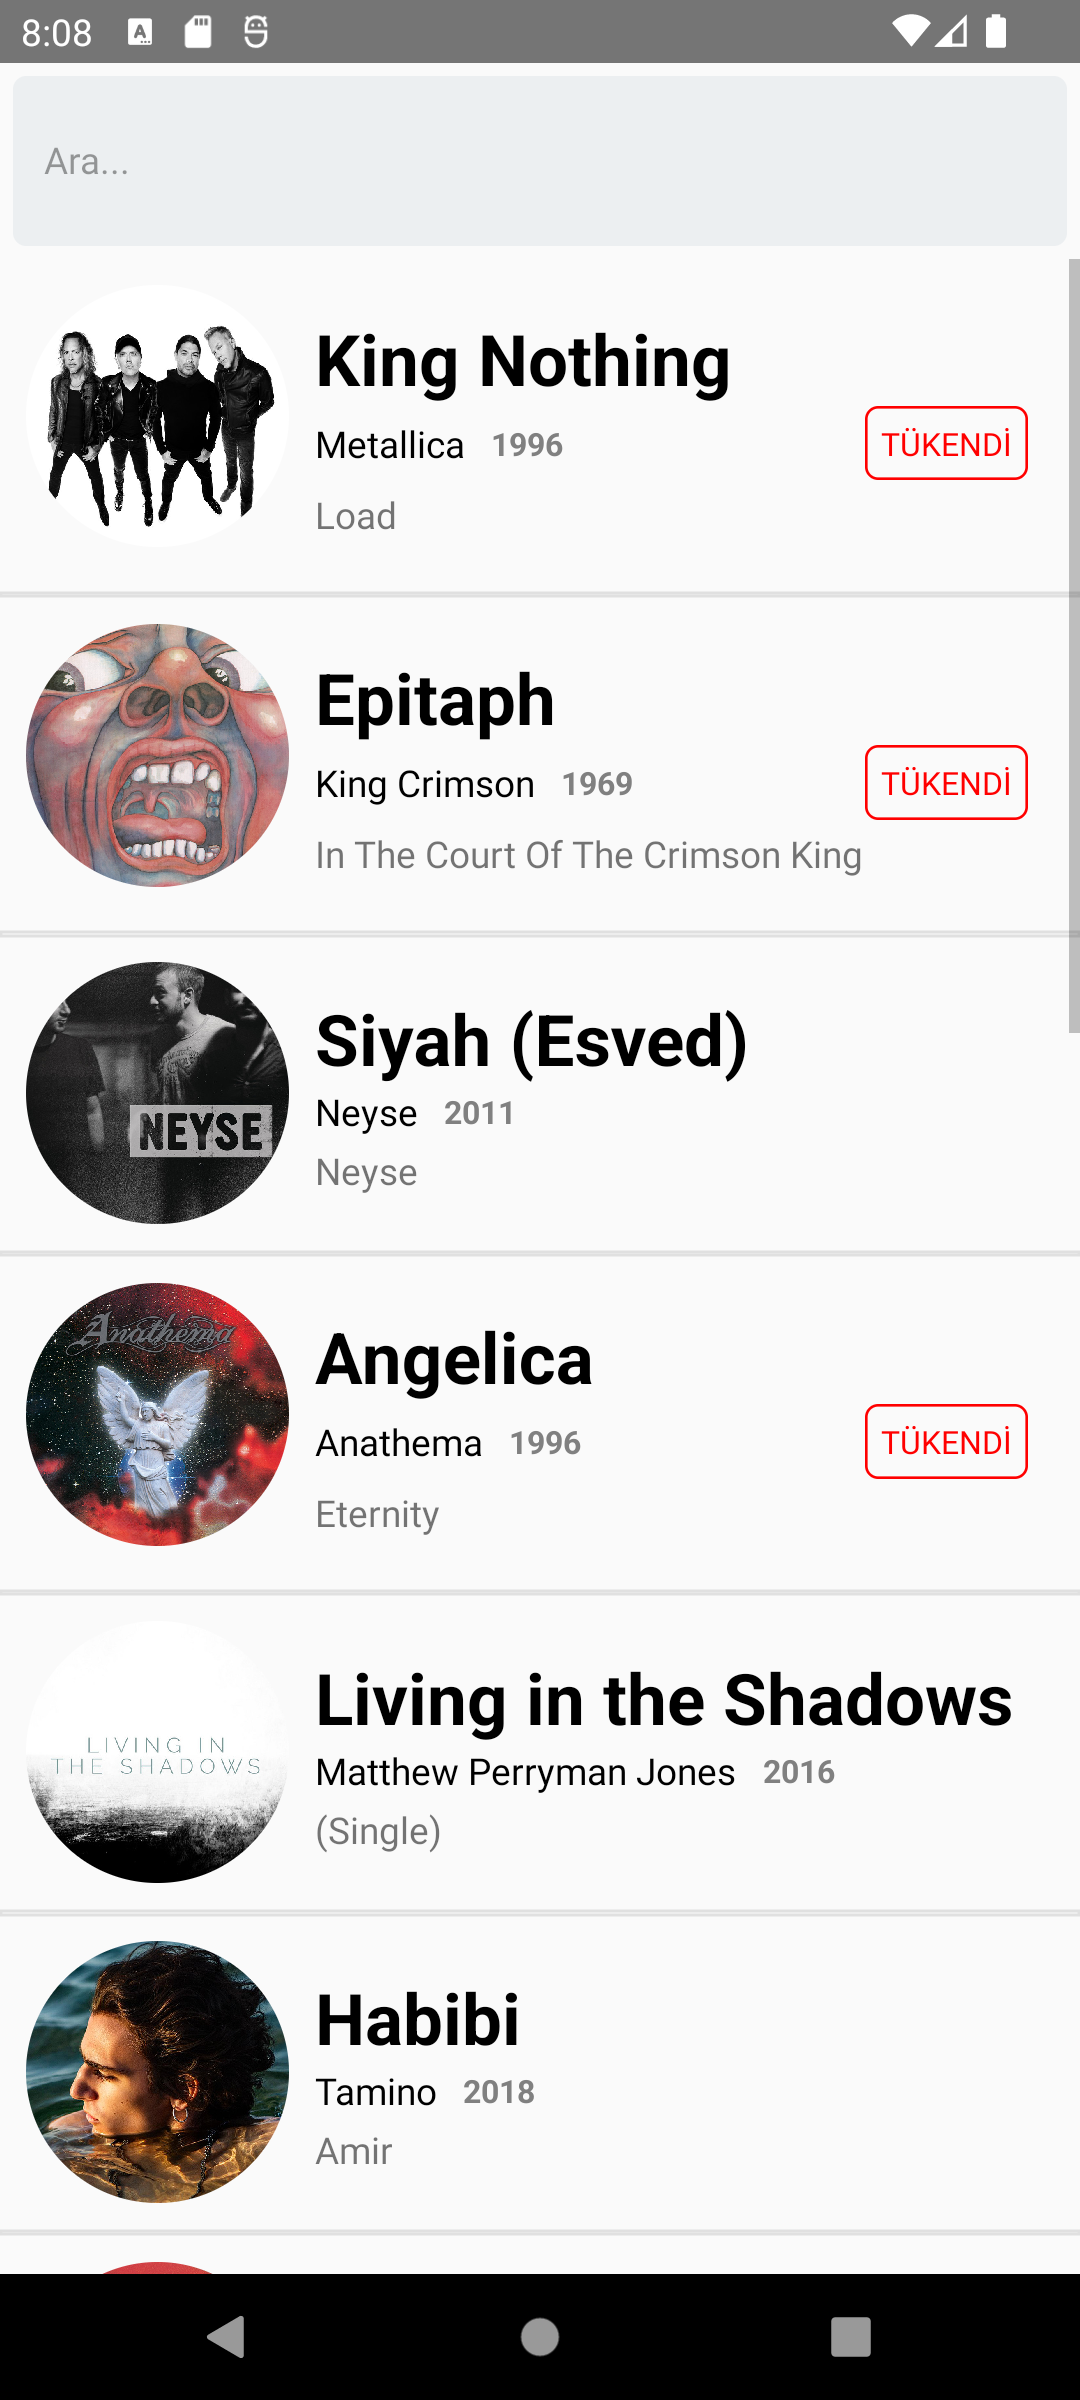 8:08
Ara...
King Nothing
Metallica 1996
TÜKENDİ
Load
Epitaph
King Crimson 1969
TÜKENDİ
In The Court Of The Crimson King
NEYSE
Siyah (Esved)
Neyse 2011
Neyse
Anathema
Angelica
Anathema 1996
TÜKENDİ
Eternity
LIVING IN
THE SHADOWS
Living in the Shadows
Matthew Perryman Jones 2016
(Single)
Habibi
Tamino 2018
Amir